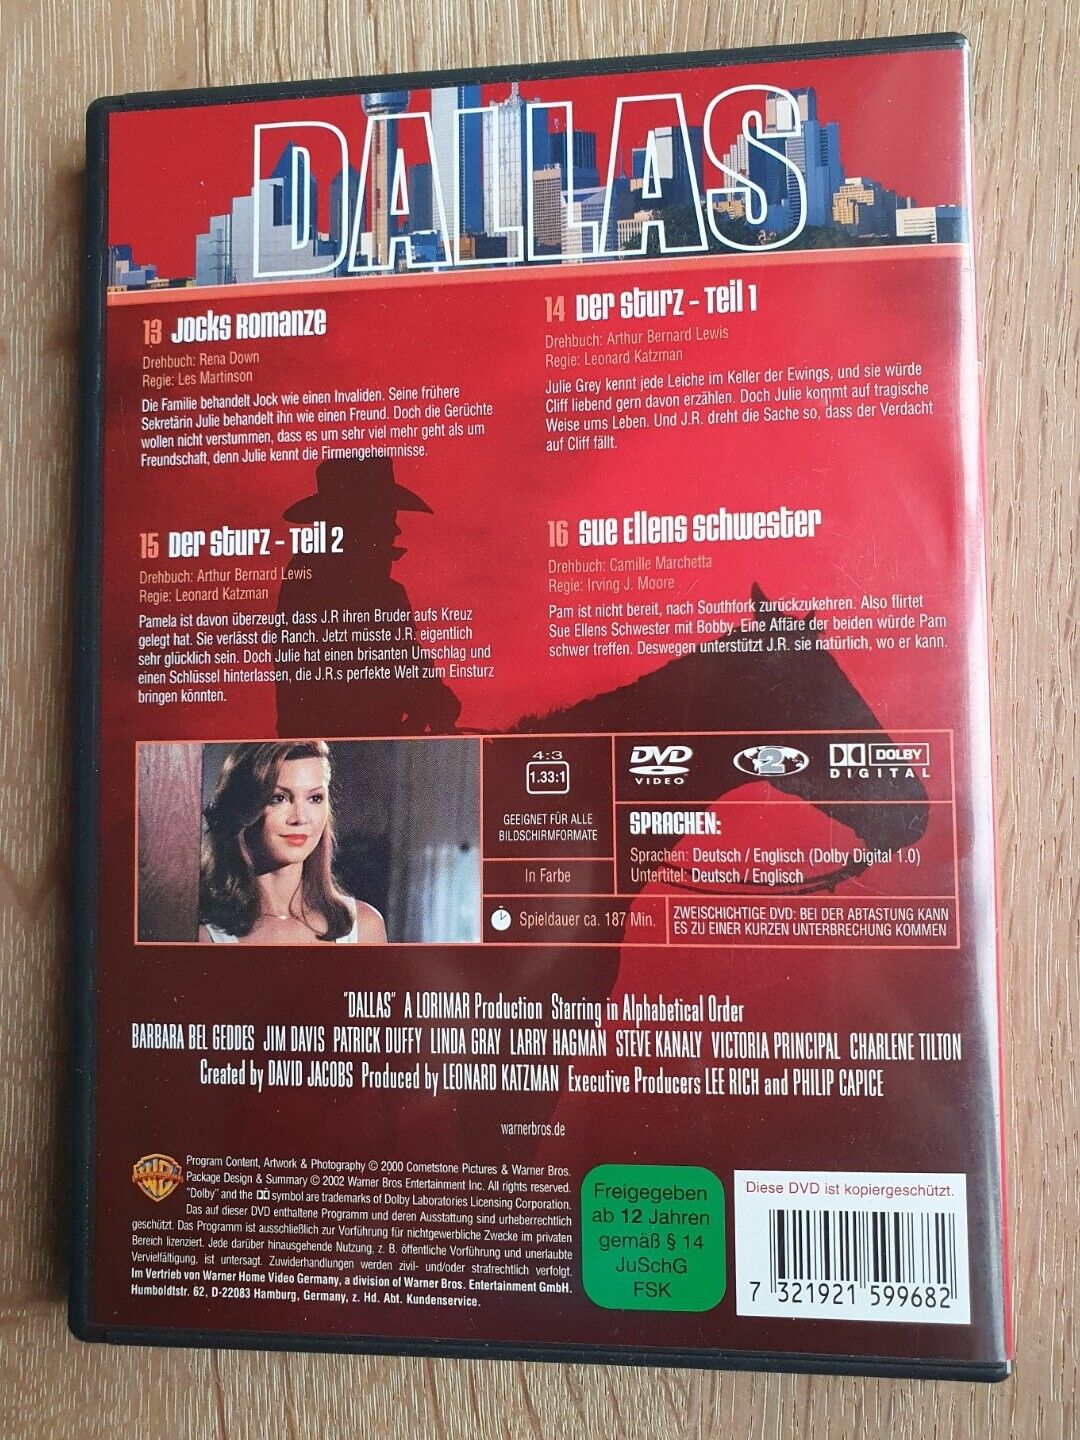 DALLAS
13 Jocks Romanze
Drehbuch: Rena Down
Regie: Les Martinson
Die Familie behandelt Jock wie einen Invaliden. Seine frühere
Sekretärin Julie behandelt ihn wie einen Freund. Doch die Gerüchte
wollen nicht verstummen, dass es um sehr viel mehr geht als um
Freundschaft, denn Julie kennt die Firmengeheimnisse.
14 Der Sturz - Teil 1
Drehbuch: Arthur Bernard Lewis
Regie: Leonard Katzman
Julie Grey kennt jede Leiche im Keller der Ewings, und sie würde
Cliff liebend gern davon erzählen. Doch Julie kommt auf tragische
Weise ums Leben. Und J.R. dreht die Sache so, dass der Verdacht
auf Cliff fällt.
15 Der Sturz - Teil 2
Drehbuch: Arthur Bernard Lewis
Regie: Leonard Katzman
Pamela ist davon überzeugt, dass J.R ihren Bruder aufs Kreuz
gelegt hat. Sie verlässt die Ranch. Jetzt müsste J.R. eigentlich
sehr glücklich sein. Doch Julie hat einen brisanten Umschlag und
einen Schlüssel hinterlassen, die J.R.s perfekte Welt zum Einsturz
bringen könnten.
16 Sue Ellens Schwester
Drehbuch: Camille Marchetta
Regie: Irving J. Moore
Pam ist nicht bereit, nach Southfork zurückzukehren. Also flirtet
Sue Ellens Schwester mit Bobby. Eine Affäre der beiden würde Pam
schwer treffen. Deswegen unterstützt J.R. sie natürlich, wo er kann.
4:3
1.33:1
GEEIGNET FÜR ALLE
BILDSCHIRMFORMATE
In Farbe
DVD
VIDEO
2
DOLBY
DIGITAL
SPRACHEN:
Sprachen: Deutsch / Englisch (Dolby Digital 1.0)
Untertitel: Deutsch / Englisch
Spieldauer ca. 187 Min.
ZWEISCHICHTIGE DVD: BEI DER ABTASTUNG KANN
ES ZU EINER KURZEN UNTERBRECHUNG KOMMEN
"DALLAS" A LORIMAR Production Starring in Alphabetical Order
BARBARA BEL GEDDES JIM DAVIS PATRICK DUFFY LINDA GRAY LARRY HAGMAN STEVE KANALY VICTORIA PRINCIPAL CHARLENE TILTON
Created by DAVID JACOBS Produced by LEONARD KATZMAN Executive Producers LEE RICH and PHILIP CAPICE
warnerbros.de
Program Content, Artwork & Photography © 2000 Cometstone Pictures & Warner Bros.
Package Design & Summary © 2002 Warner Bros Entertainment Inc. All rights reserved.
"Dolby" and the symbol are trademarks of Dolby Laboratories Licensing Corporation.
Das auf dieser DVD enthaltene Programm und deren Ausstattung sind urheberrechtlich
geschützt. Das Programm ist ausschließlich zur Vorführung für nichtgewerbliche Zwecke im privaten
Bereich lizenziert. Jede darüber hinausgehende Nutzung, z. B. öffentliche Vorführung und unerlaubte
Vervielfältigung, ist untersagt. Zuwiderhandlungen werden zivil- und/oder strafrechtlich verfolgt.
Im Vertrieb von Warner Home Video Germany, a division of Warner Bros. Entertainment GmbH.
Humboldtstr. 62, D-22083 Hamburg, Germany, z. Hd. Abt. Kundenservice.
Freigegeben
ab 12 Jahren
gemäß § 14
JuSchG
FSK
Diese DVD ist kopiergeschützt.
7 321921 599682